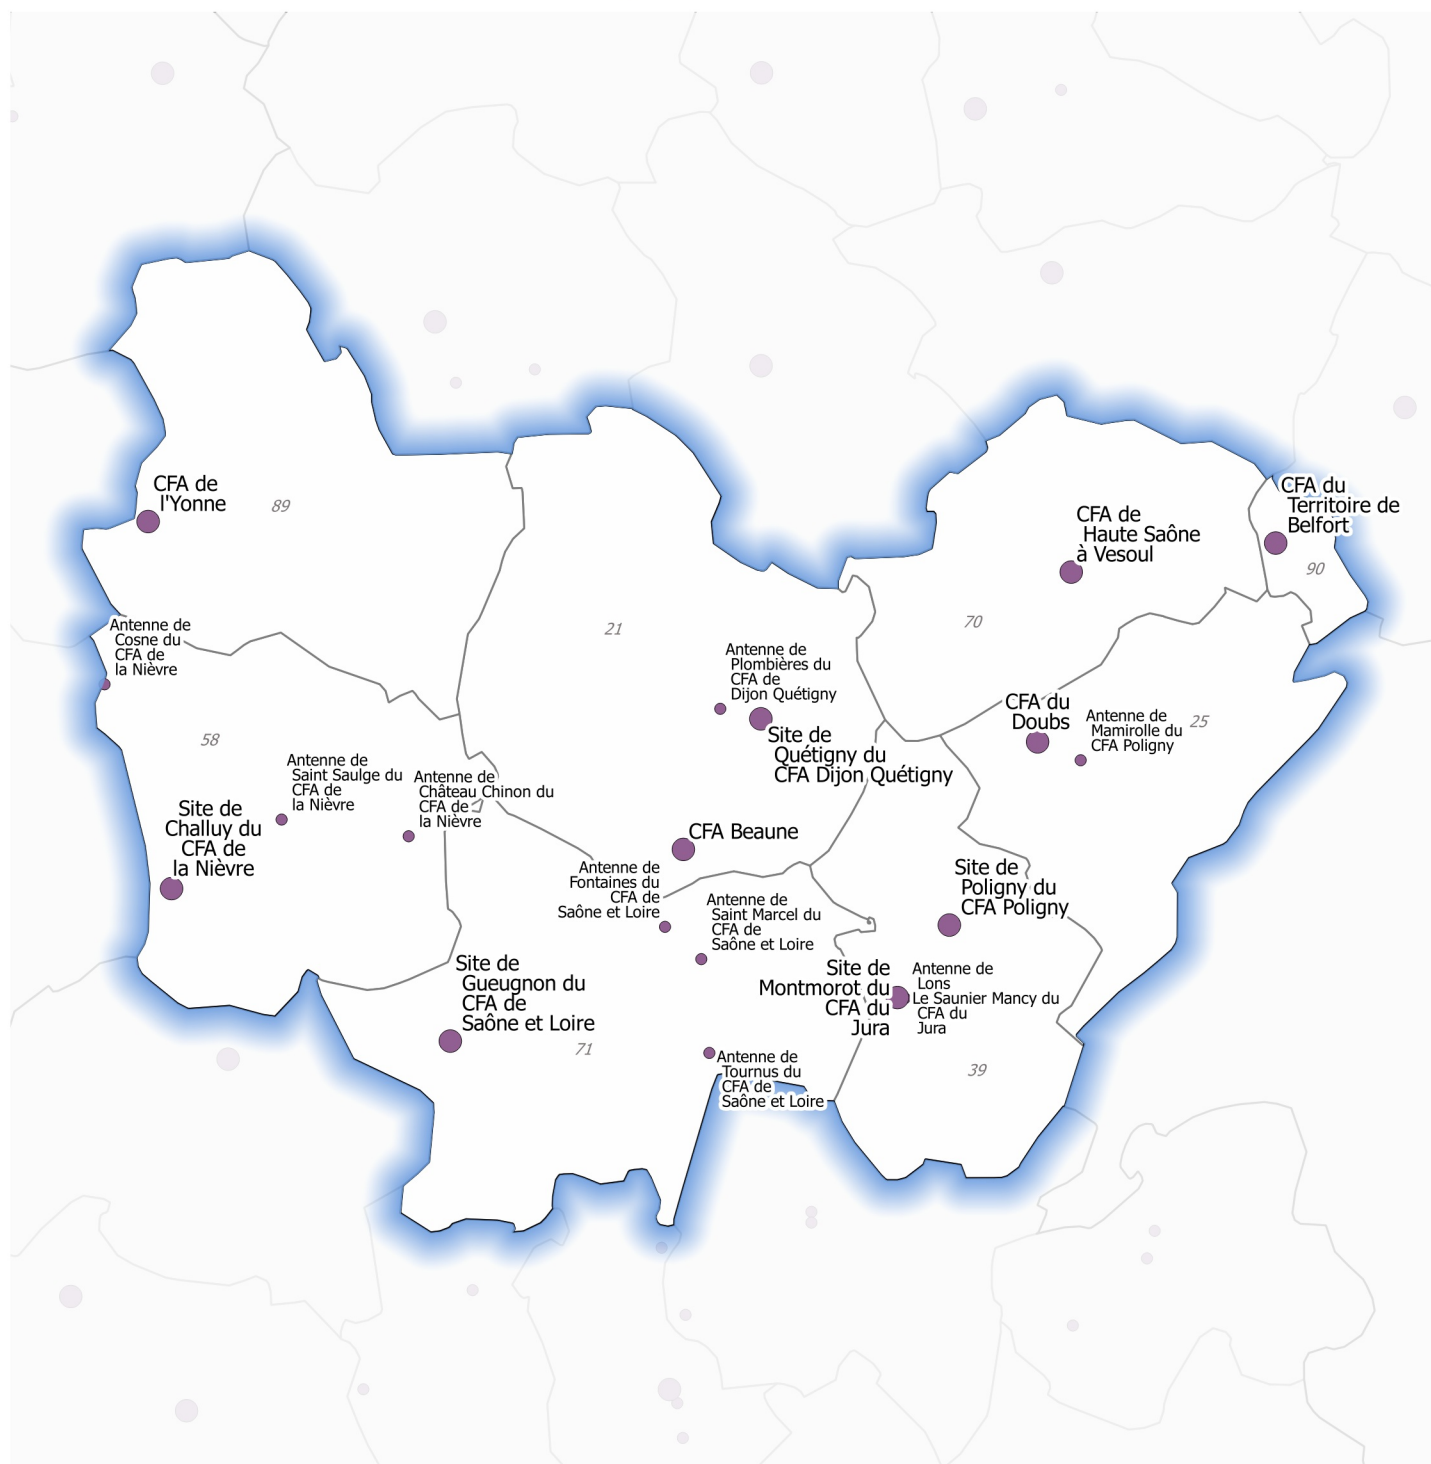 CFA de
l'Yonne
89
CFA du
Territoire de
Belfort
90
CFA de
Haute Saône
à Vesoul
70
21
Antenne de
Cosne du
CFA de
la Nièvre
58
Antenne de
Plombières du
CFA de
Dijon Quétigny
Site de
Quétigny du
CFA Dijon Quétigny
CFA du
Doubs
Antenne de
Mamirolle du
CFA Poligny
25
Antenne de
Saint Saulge du
CFA de
la Nièvre
Antenne de
Château Chinon du
CFA de
la Nièvre
Site de
Challuy du
CFA de
la Nièvre
CFA Beaune
Antenne de
Fontaines du
CFA de
Saône et Loire
Antenne de
Saint Marcel du
CFA de
Saône et Loire
Site de
Poligny du
CFA Poligny
Site de
Gueugnon du
CFA de
Saône et Loire
71
Site de
Montmorot du
CFA du
Jura
Antenne de
Lons
Le Saunier Mancy du
CFA du
Jura
39
Antenne de
Tournus du
CFA de
Saône et Loire